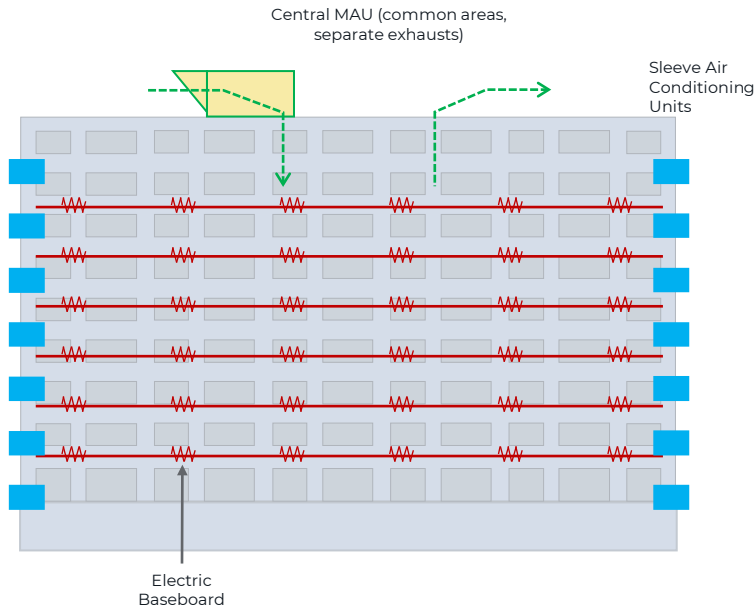 Central MAU (common areas,
separate exhausts)
Sleeve Air
Conditioning
Units
Electric
Baseboard